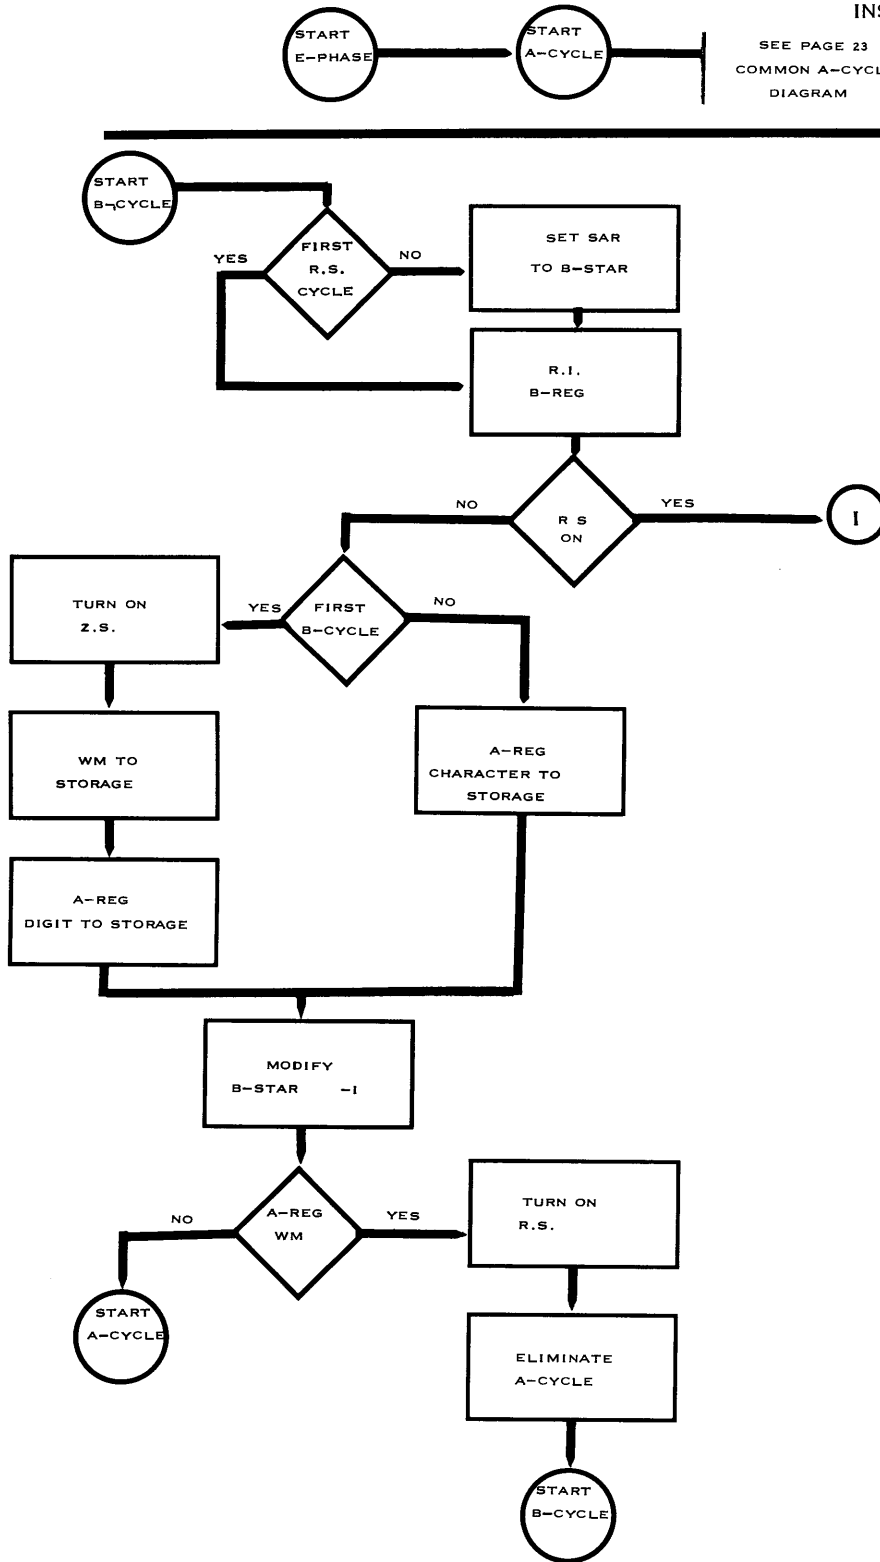 INS
START
E-PHASE
START
A-CYCLE
SEE PAGE 23
COMMON A-CYCL
DIAGRAM
START
B-CYCLE
FIRST
R.S.
CYCLE
YES
NO
SET SAR
TO B-STAR
R.I.
B-REG
R S
ON
NO
YES
I
FIRST
B-CYCLE
YES
NO
TURN ON
Z.S.
WM TO
STORAGE
A-REG
DIGIT TO STORAGE
A-REG
CHARACTER TO
STORAGE
MODIFY
B-STAR -I
A-REG
WM
NO
YES
START
A-CYCLE
TURN ON
R.S.
ELIMINATE
A-CYCLE
START
B-CYCLE